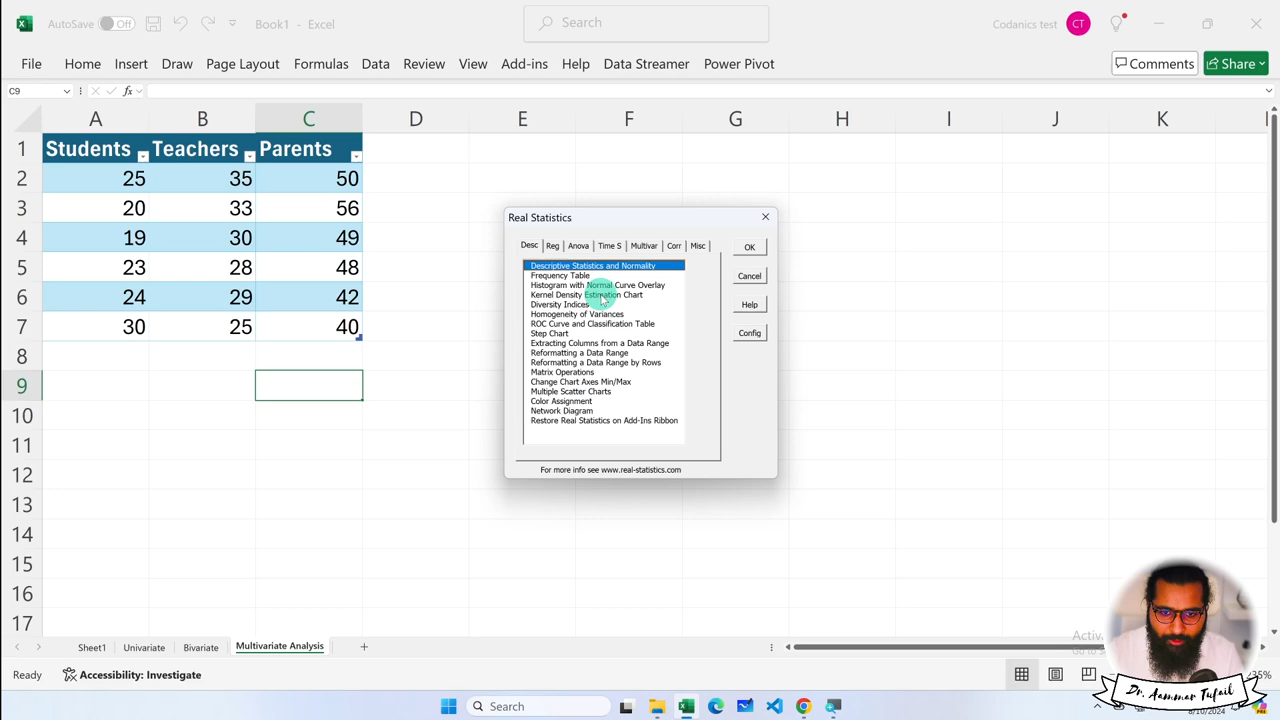 AutoSave Off Book1 - Excel Search Codanics test CT
File Home Insert Draw Page Layout Formulas Data Review View Add-ins Help Data Streamer Power Pivot Comments Share
C9 fx
A B C D E F G H I J K
1 Students Teachers Parents
2 25 35 50
3 20 33 56
4 19 30 49
5 23 28 48
6 24 29 42
7 30 25 40
8
9
10
11
12
13
14
15
16
17
Real Statistics
Desc Reg Anova Time S Multivar Corr Misc
OK
Cancel
Help
Config
Descriptive Statistics and Normality
Frequency Table
Histogram with Normal Curve Overlay
Kernel Density Estimation Chart
Diversity Indices
Homogeneity of Variances
ROC Curve and Classification Table
Step Chart
Extracting Columns from a Data Range
Reformatting a Data Range
Reformatting a Data Range by Rows
Matrix Operations
Change Chart Axes Min/Max
Multiple Scatter Charts
Color Assignment
Network Diagram
Restore Real Statistics on Add-Ins Ribbon
For more info see www.real-statistics.com
Sheet1 Univariate Bivariate Multivariate Analysis
Ready Accessibility: Investigate
Search
Dr. Aammar Tufail
8/10/2024